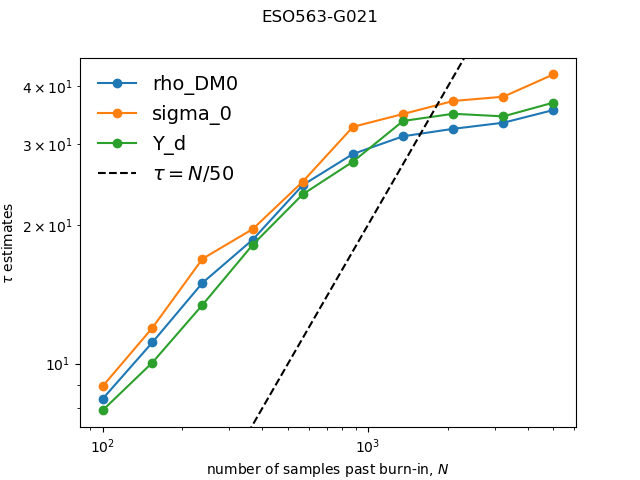 ESO563-G021
rho_DM0
sigma_0
Y_d
τ = N/50
4 × 10¹
3 × 10¹
2 × 10¹
10¹
τ estimates
10² 10³
number of samples past burn-in, N